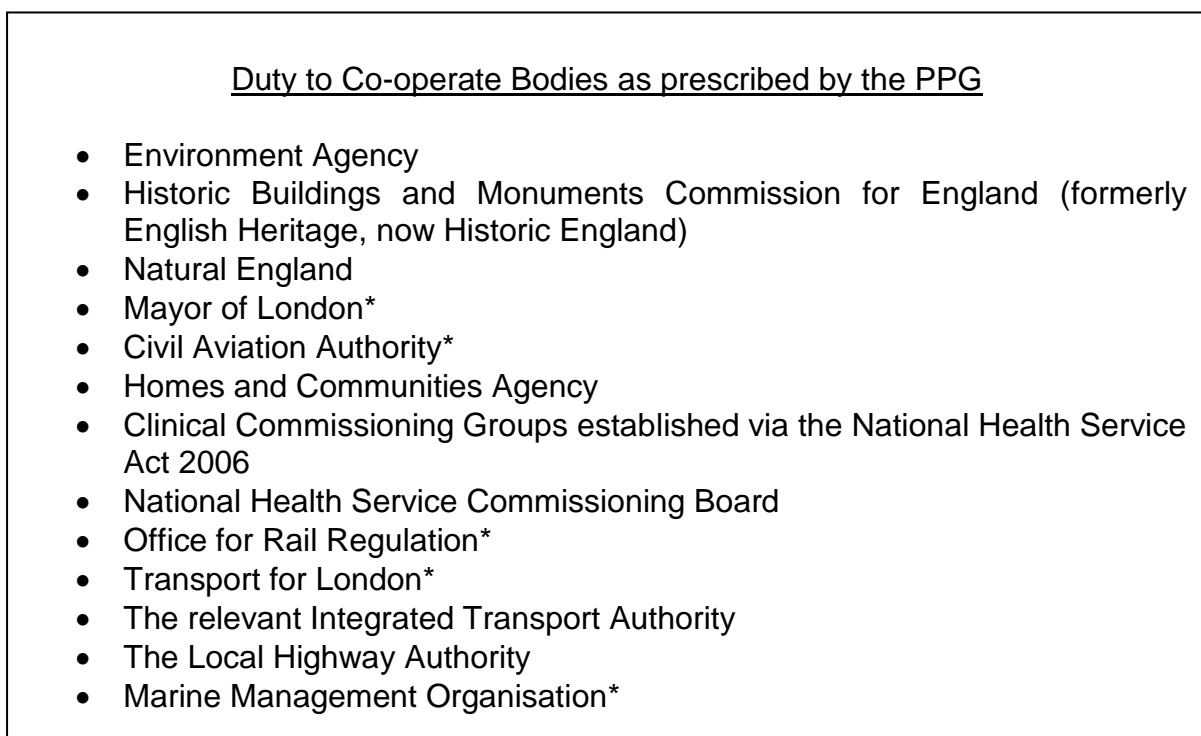 Duty to Co-operate Bodies as prescribed by the PPG
• Environment Agency
• Historic Buildings and Monuments Commission for England (formerly
English Heritage, now Historic England)
• Natural England
• Mayor of London*
• Civil Aviation Authority*
• Homes and Communities Agency
• Clinical Commissioning Groups established via the National Health Service
Act 2006
• National Health Service Commissioning Board
• Office for Rail Regulation*
• Transport for London*
• The relevant Integrated Transport Authority
• The Local Highway Authority
• Marine Management Organisation*